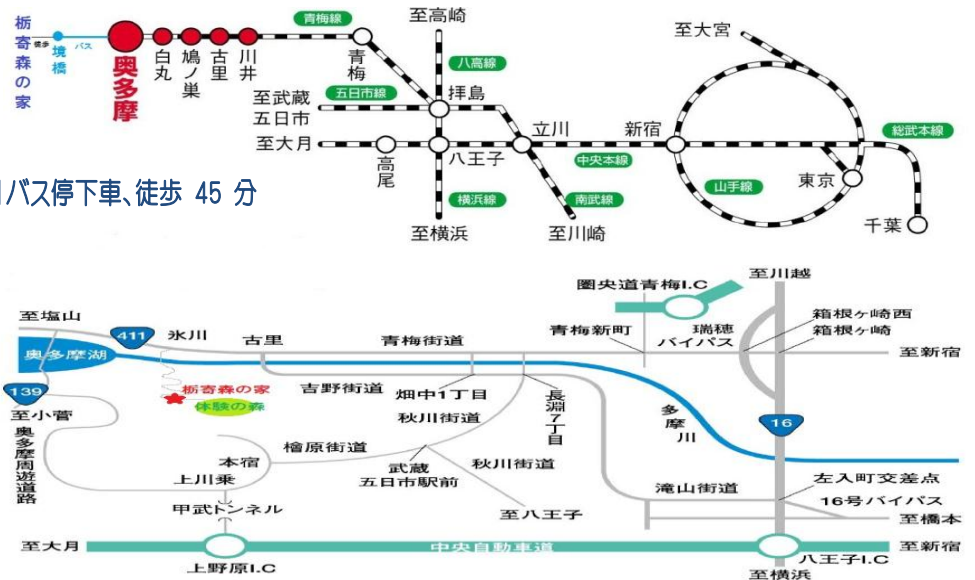 栃寄森の家
徒歩
境橋
バス
奥多摩
白丸
鳩ノ巣
古里
川井
青梅線
青梅
至高崎
八高線
至大宮
至武蔵
五日市
五日市線
拝島
至大月
高尾
八王子
立川
新宿
中央本線
総武本線
山手線
東京
千葉
横浜線
南武線
至横浜
至川崎
バス停下車、徒歩 45 分
圏央道青梅I.C
至川越
至塩山
411
氷川
古里
青梅街道
青梅新町
瑞穂
バイパス
箱根ヶ崎西
箱根ヶ崎
至新宿
奥多摩湖
139
至小菅
栃寄森の家
体験の森
吉野街道
畑中1丁目
秋川街道
長淵7丁目
多摩川
16
奥多摩周遊道路
檜原街道
本宿
上川乗
武蔵
五日市駅前
秋川街道
滝山街道
左入町交差点
16号バイパス
甲武トンネル
至八王子
至橋本
至大月
中央自動車道
至新宿
上野原I.C
八王子I.C
至横浜